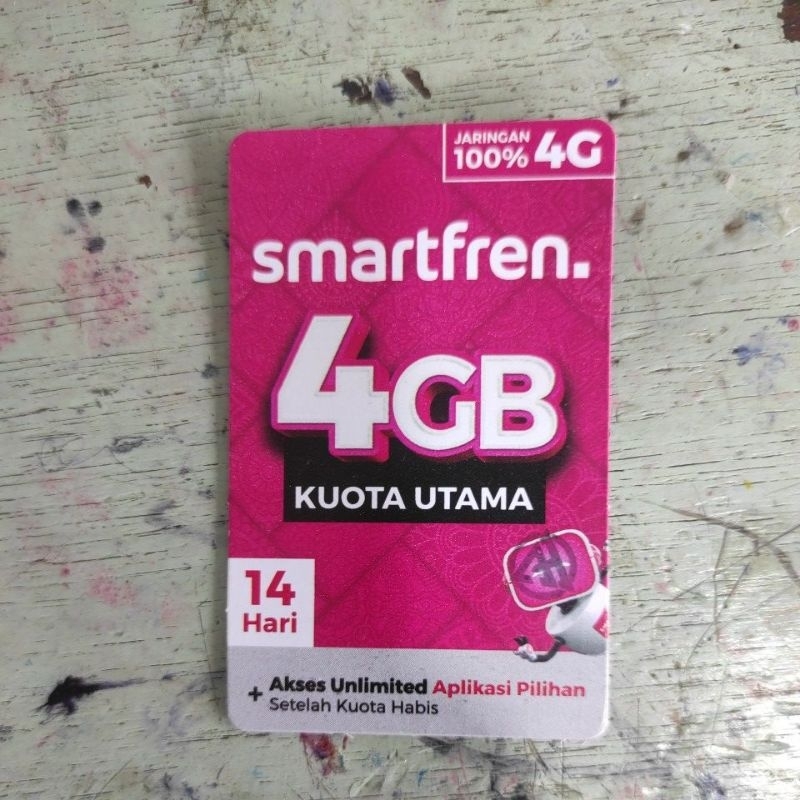 JARINGAN
100% 4G
smartfren.
4GB
KUOTA UTAMA
14
Hari
+ Akses Unlimited Aplikasi Pilihan
Setelah Kuota Habis